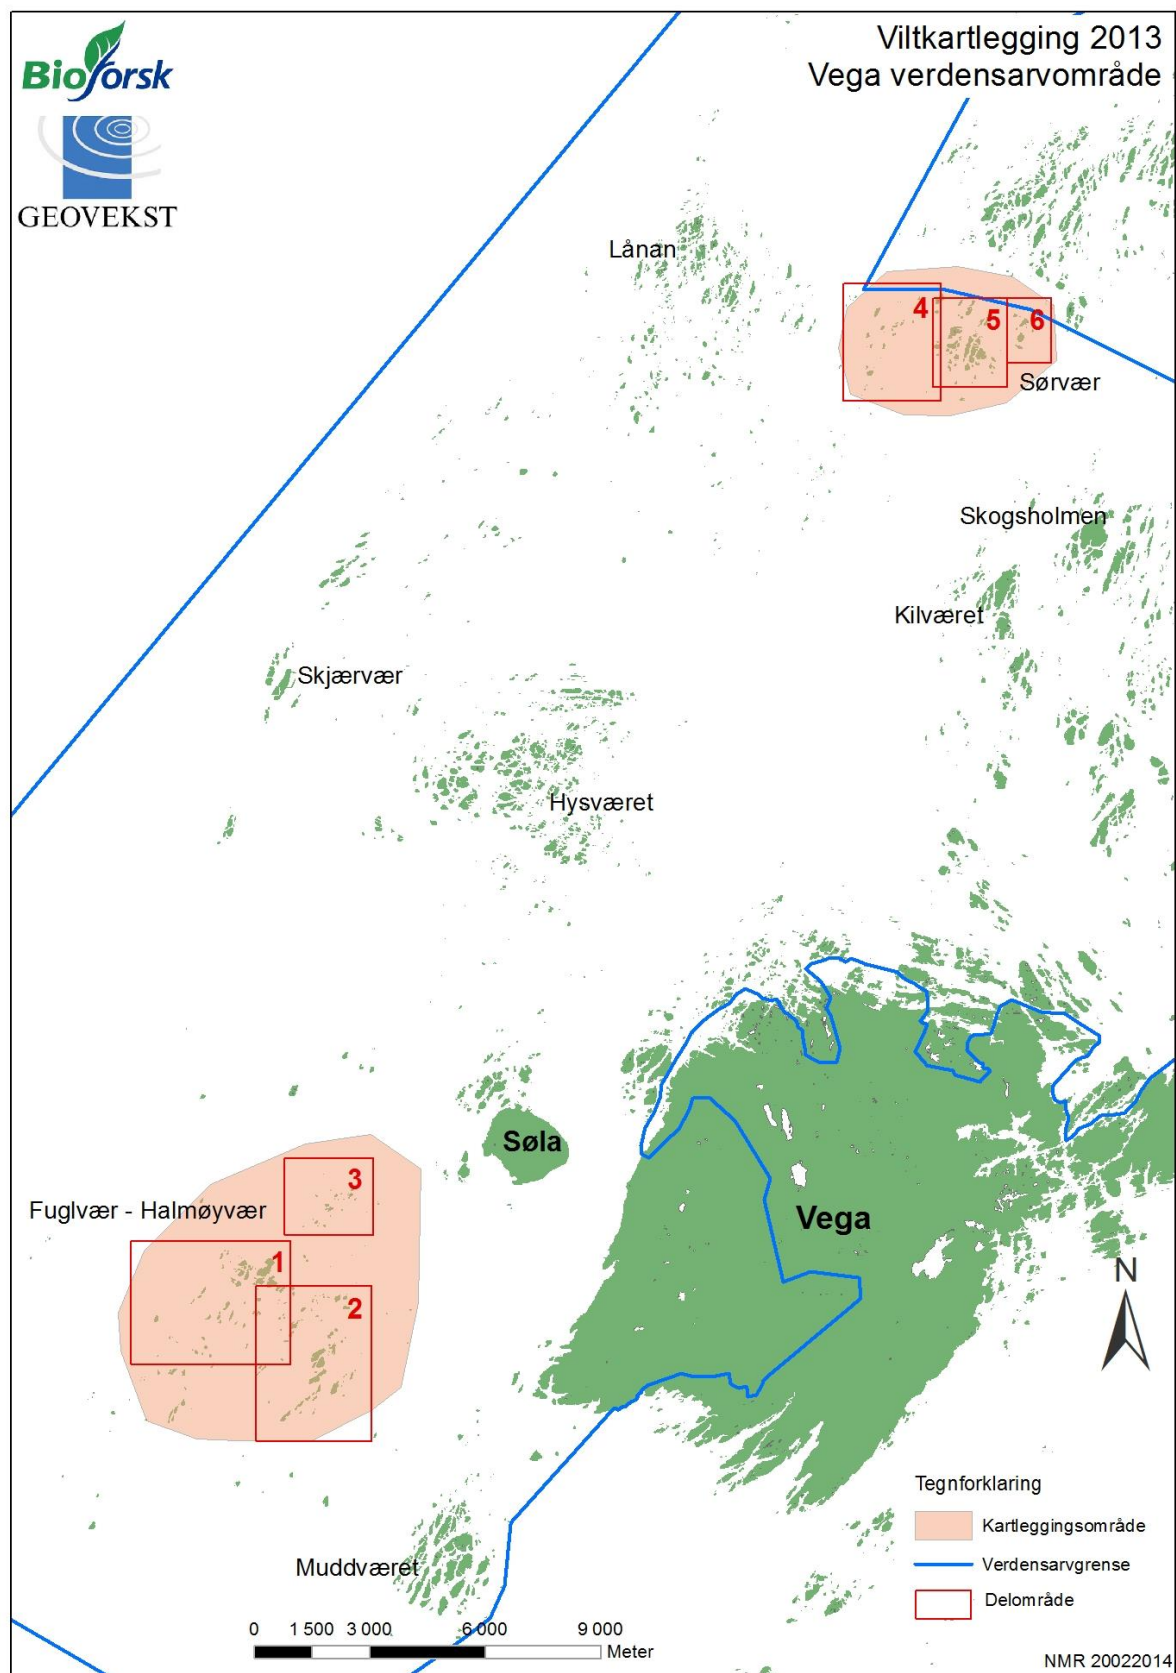 Viltkartlegging 2013
Vega verdensarvområde
Bioforsk
GEOVEKST
Lånan
4
5
6
Sørvær
Skogsholmen
Kilværet
Skjærvær
Hysværet
Søla
3
Fuglvær - Halmøyvær
Vega
1
2
N
Tegnforklaring
Kartleggingsområde
Verdensarvgrense
Delområde
Muddværet
0 1 500 3 000 6 000 9 000
Meter
NMR 20022014